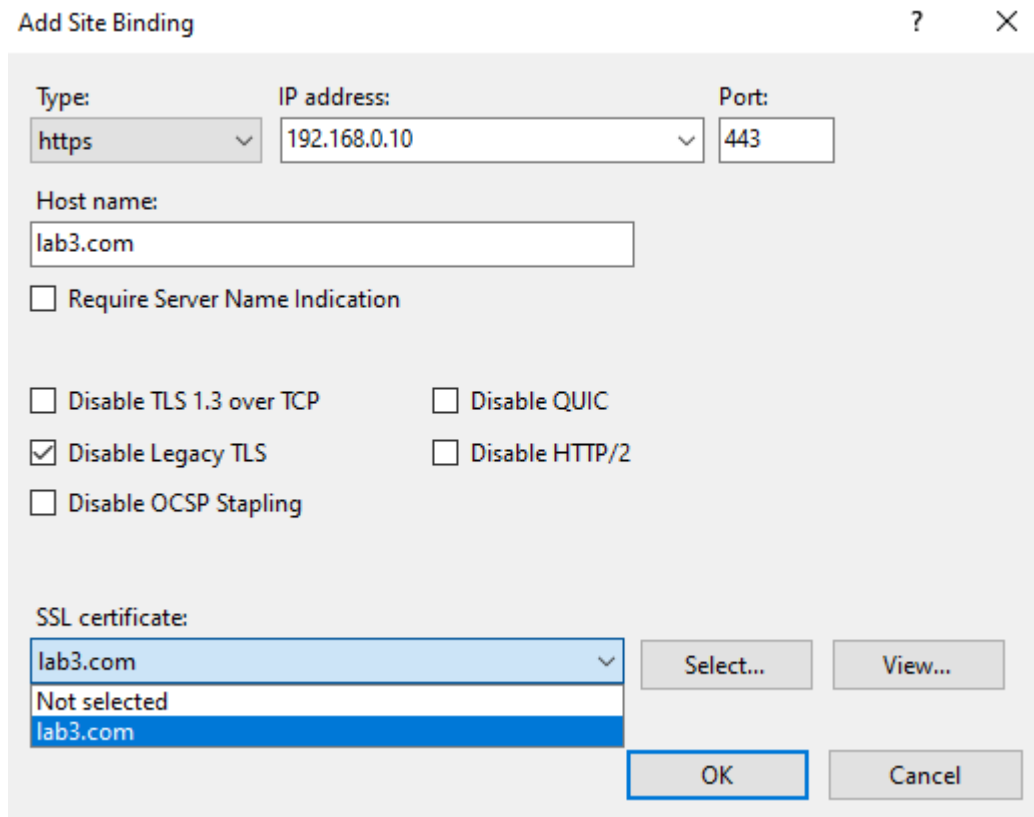 Add Site Binding ?
Type: IP address: Port:
https 192.168.0.10 443
Host name:
lab3.com
Require Server Name Indication
Disable TLS 1.3 over TCP Disable QUIC
Disable Legacy TLS Disable HTTP/2
Disable OCSP Stapling
SSL certificate:
lab3.com Select... View...
Not selected
lab3.com
OK Cancel